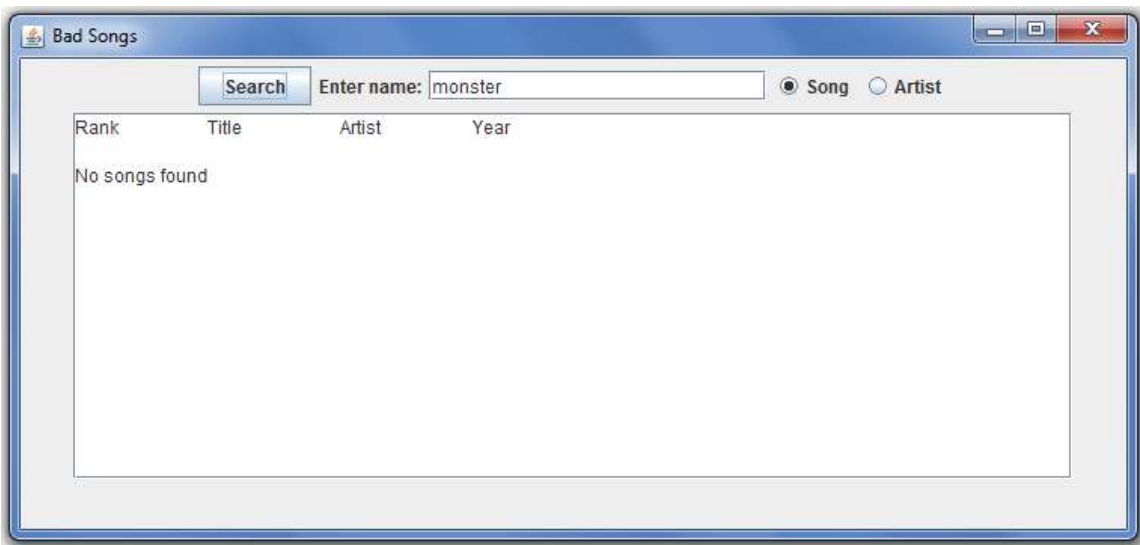 Bad Songs
Search Enter name: monster Song Artist
Rank Title Artist Year
No songs found